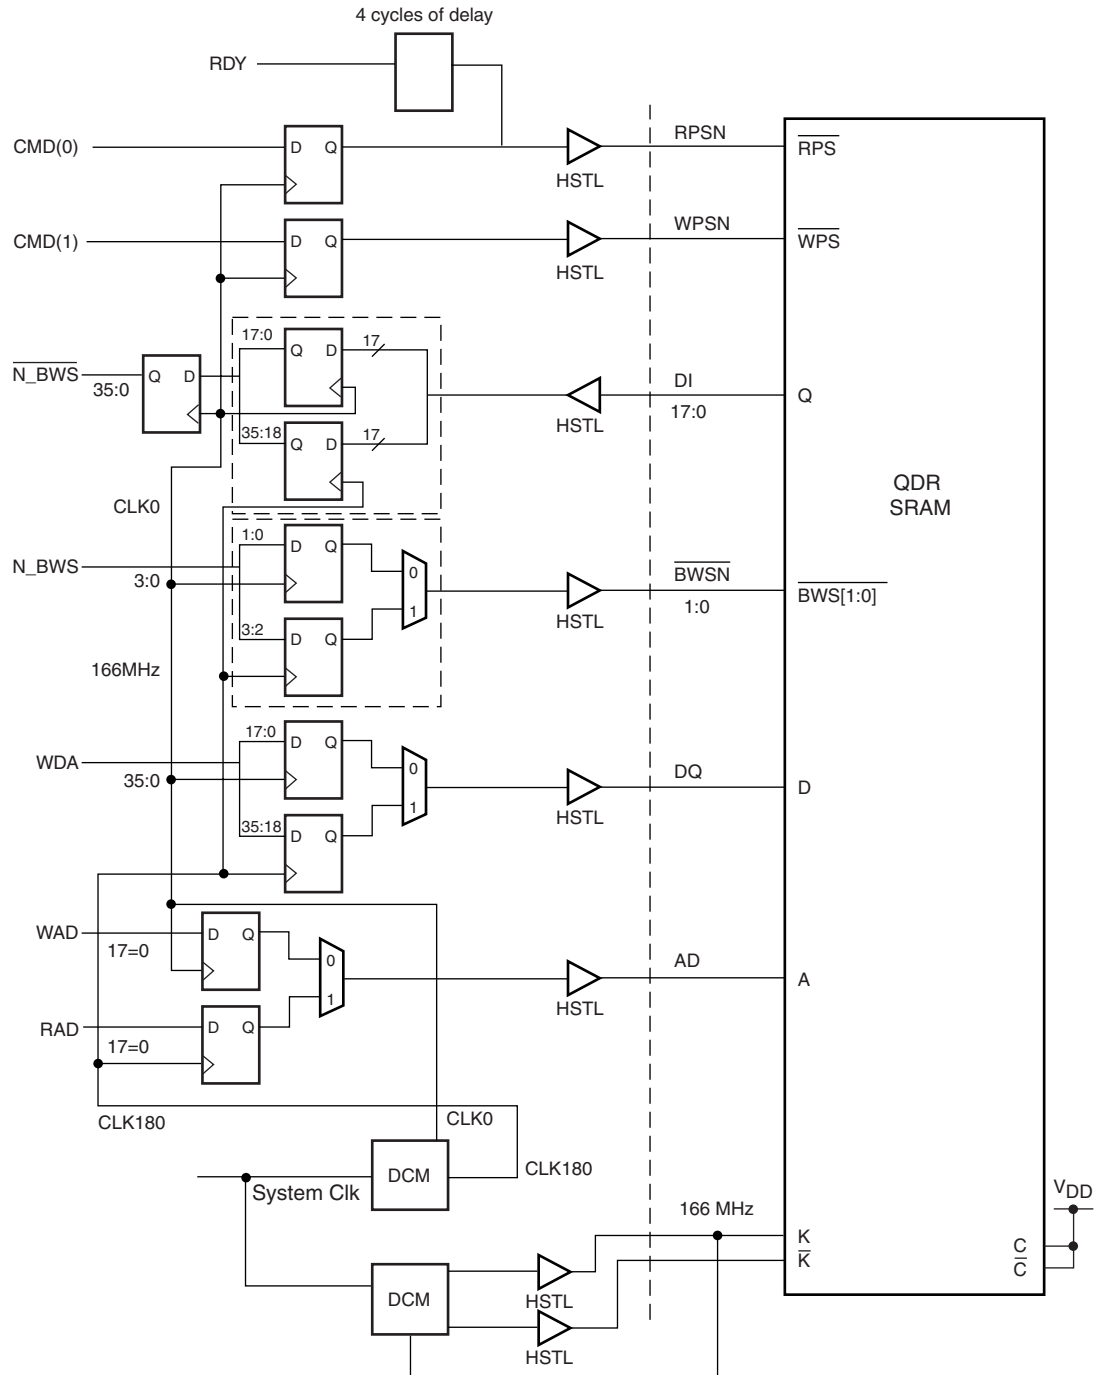 4 cycles of delay
RDY
CMD(0)
D Q
HSTL
RPSN
RPS
CMD(1)
D Q
HSTL
WPSN
WPS
N_BWS
35:0
Q D
17:0
Q D
17
35:18
Q D
17
HSTL
DI
17:0
Q
QDR
SRAM
CLK0
N_BWS
3:0
1:0
D Q
0
1
3:2
D Q
HSTL
BWSN
1:0
BWS[1:0]
166MHz
WDA
35:0
17:0
D Q
0
1
35:18
D Q
HSTL
DQ
D
WAD
17=0
D Q
0
1
RAD
17=0
D Q
HSTL
AD
A
CLK180
CLK0
DCM
CLK180
System Clk
166 MHz
VDD
K
K
C
C
DCM
HSTL
HSTL